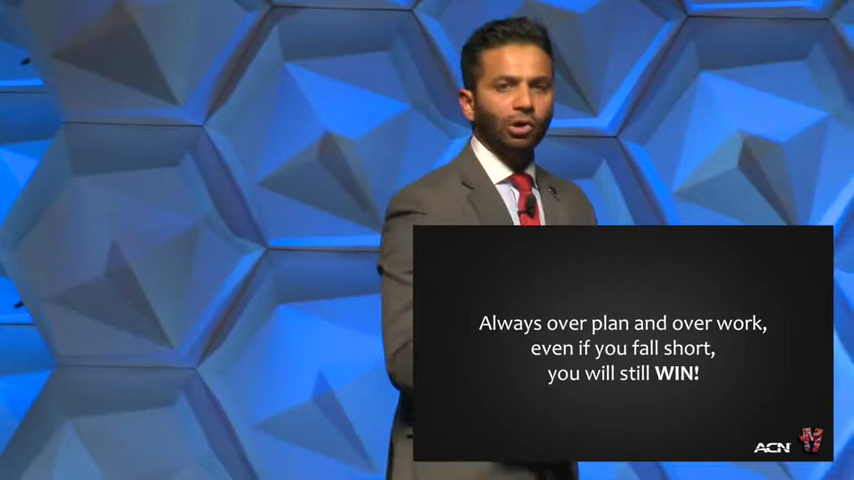 Always over plan and over work,
even if you fall short,
you will still WIN!
ACN